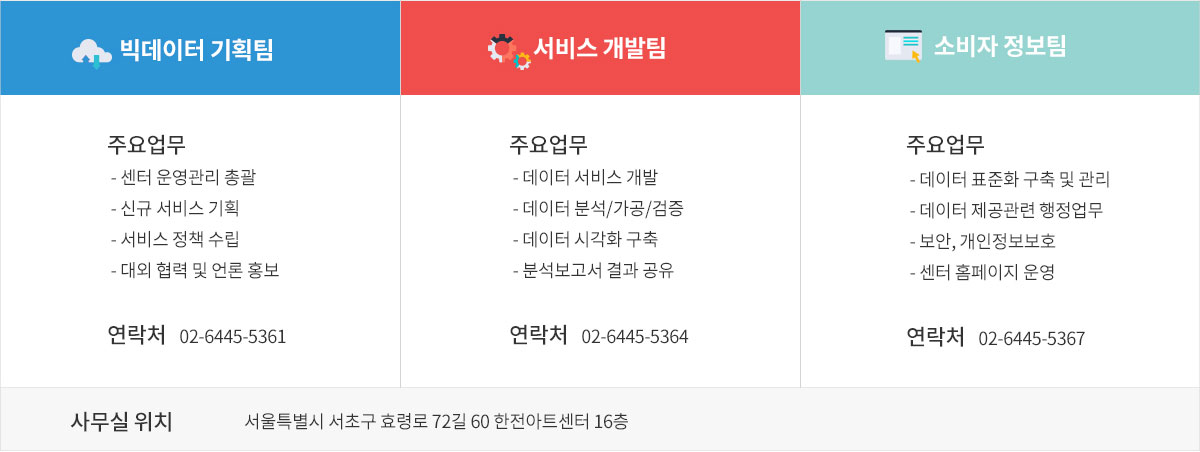 빅데이터 기획팀
주요업무
- 센터 운영관리 총괄
- 신규 서비스 기획
- 서비스 정책 수립
- 대외 협력 및 언론 홍보
연락처 02-6445-5361
서비스 개발팀
주요업무
- 데이터 서비스 개발
- 데이터 분석/가공/검증
- 데이터 시각화 구축
- 분석보고서 결과 공유
연락처 02-6445-5364
소비자 정보팀
주요업무
- 데이터 표준화 구축 및 관리
- 데이터 제공관련 행정업무
- 보안, 개인정보보호
- 센터 홈페이지 운영
연락처 02-6445-5367
사무실 위치 서울특별시 서초구 효령로 72길 60 한전아트센터 16층